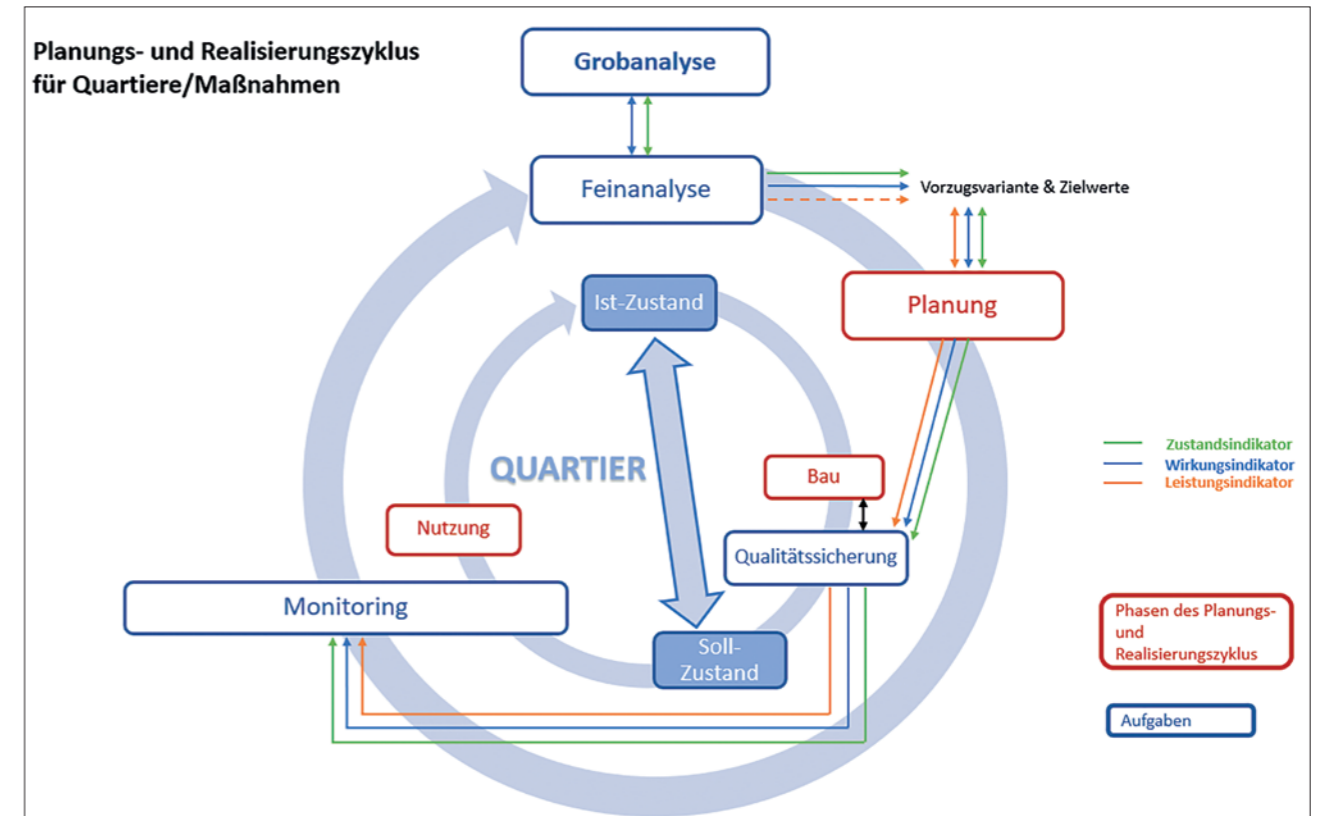 Planungs- und Realisierungszyklus
für Quartiere/Maßnahmen
Grobanalyse
Feinanalyse
Vorzugsvariante & Zielwerte
Ist-Zustand
Planung
QUARTIER
Bau
Nutzung
Qualitätssicherung
Monitoring
Soll-
Zustand
Zustandsindikator
Wirkungsindikator
Leistungsindikator
Phasen des Planungs-
und
Realisierungszyklus
Aufgaben